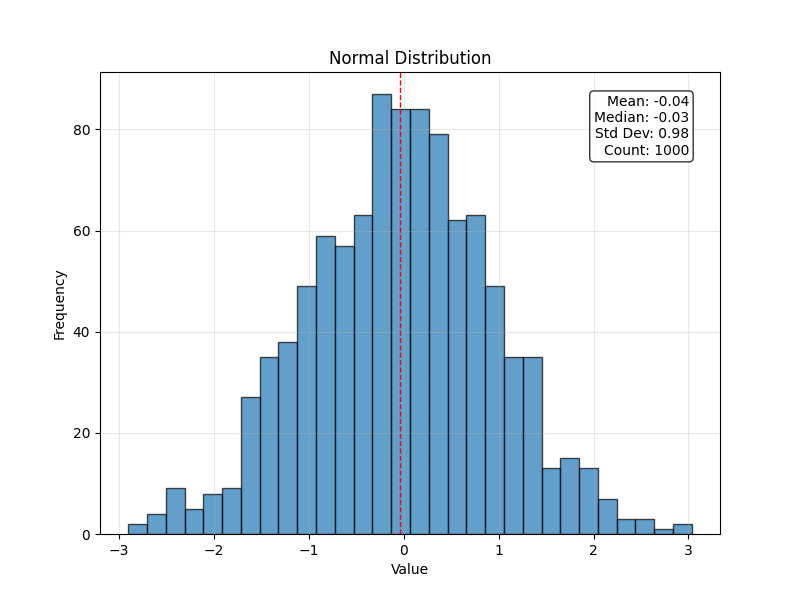 Normal Distribution
Mean: -0.04
Median: -0.03
Std Dev: 0.98
Count: 1000
80
60
40
20
0
Frequency
−3
−2
−1
0
1
2
3
Value